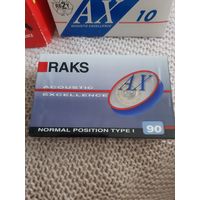 AX 10
RAKS
ACOUSTIC
EXCELLENCE
AX
NORMAL POSITION TYPE I 90